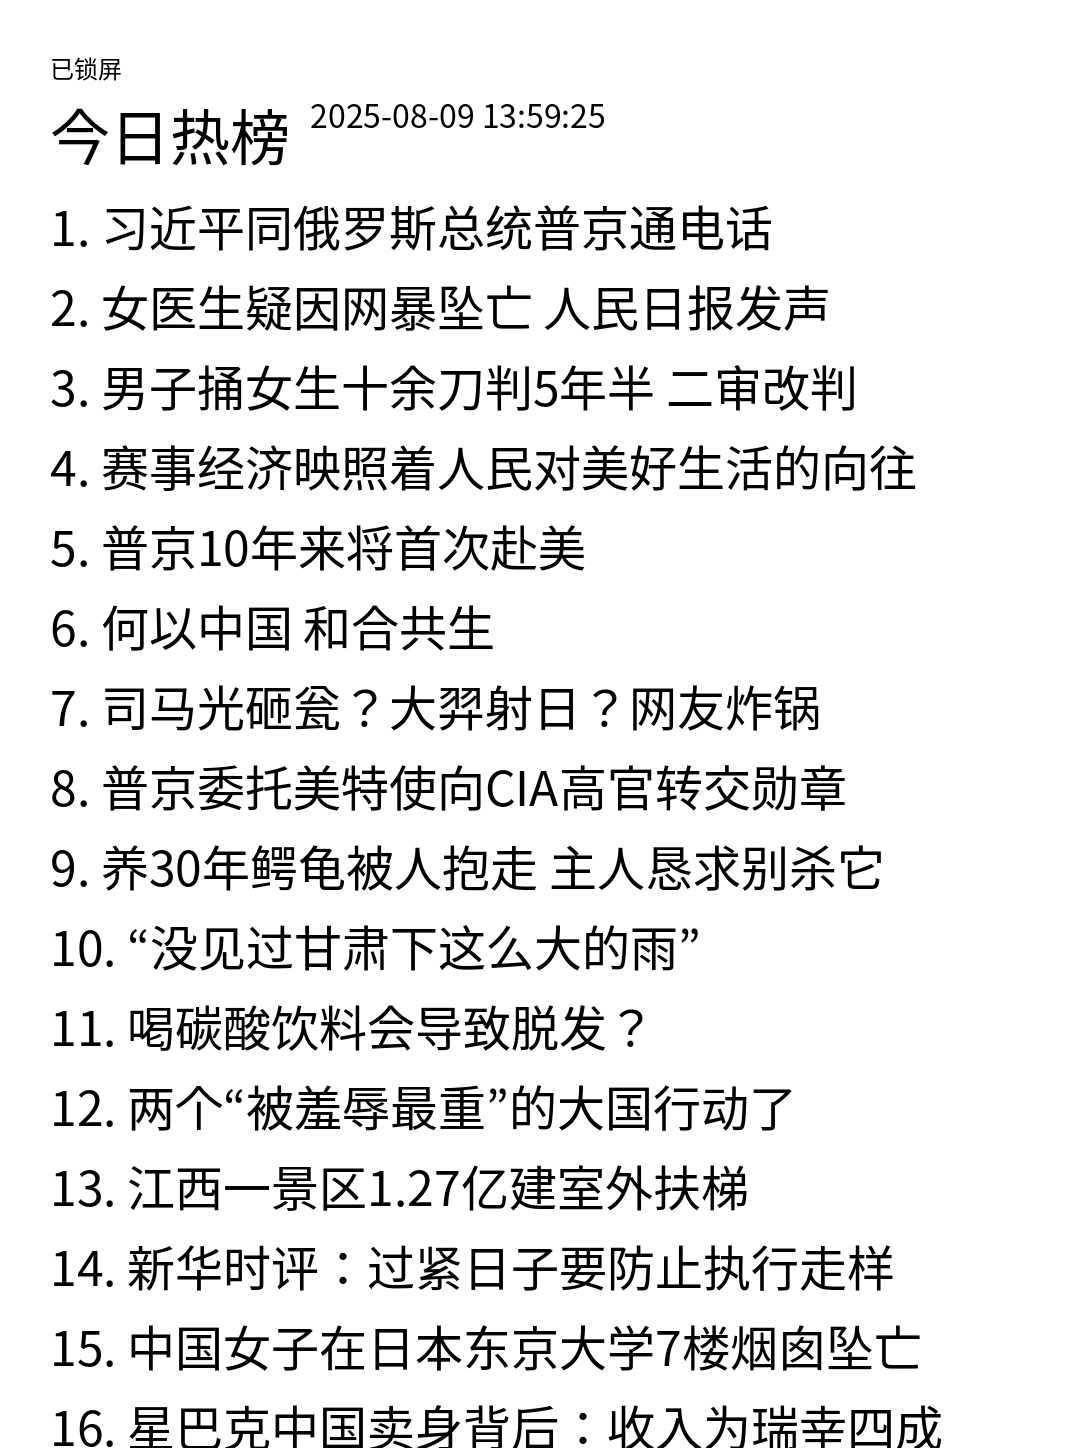 已锁屏
今日热榜 2025-08-09 13:59:25
1. 习近平同俄罗斯总统普京通电话
2. 女医生疑因网暴坠亡 人民日报发声
3. 男子捅女生十余刀判5年半 二审改判
4. 赛事经济映照着人民对美好生活的向往
5. 普京10年来将首次赴美
6. 何以中国 和合共生
7. 司马光砸瓮？大羿射日？网友炸锅
8. 普京委托美特使向CIA高官转交勋章
9. 养30年鳄龟被人抱走 主人恳求别杀它
10. “没见过甘肃下这么大的雨”
11. 喝碳酸饮料会导致脱发？
12. 两个“被羞辱最重”的大国行动了
13. 江西一景区1.27亿建室外扶梯
14. 新华时评：过紧日子要防止执行走样
15. 中国女子在日本东京大学7楼烟囱坠亡
16. 星巴克中国卖身背后：收入为瑞幸四成